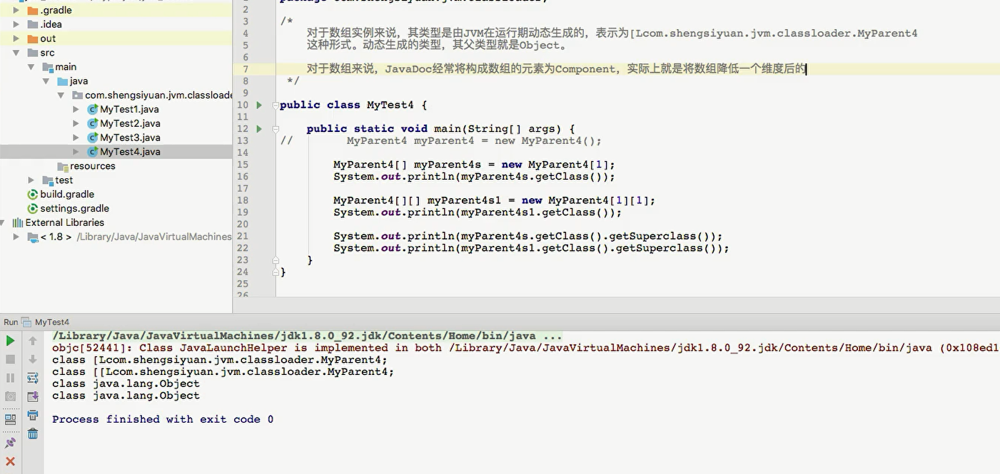 .gradle
.idea
out
src
main
java
com.shengsiyuan.jvm.classloade
MyTest1.java
MyTest2.java
MyTest3.java
MyTest4.java
resources
test
build.gradle
settings.gradle
External Libraries
< 1.8 > /Library/Java/JavaVirtualMachines
2
3 /*
4 对于数组实例来说，其类型是由JVM在运行期动态生成的，表示为[Lcom.shengsiyuan.jvm.classloader.MyParent4
5 这种形式。动态生成的类型，其父类型就是Object。
6
7 对于数组来说，JavaDoc经常将构成数组的元素为Component，实际上就是将数组降低一个维度后的
8 */
9
10 public class MyTest4 {
11
12 public static void main(String[] args) {
13 // MyParent4 myParent4 = new MyParent4();
14
15 MyParent4[] myParent4s = new MyParent4[1];
16 System.out.println(myParent4s.getClass());
17
18 MyParent4[][] myParent4s1 = new MyParent4[1][1];
19 System.out.println(myParent4s1.getClass());
20
21 System.out.println(myParent4s.getClass().getSuperclass());
22 System.out.println(myParent4s1.getClass().getSuperclass());
23 }
24 }
25
26
Run MyTest4
/Library/Java/JavaVirtualMachines/jdk1.8.0_92.jdk/Contents/Home/bin/java ...
objc[52441]: Class JavaLaunchHelper is implemented in both /Library/Java/JavaVirtualMachines/jdk1.8.0_92.jdk/Contents/Home/bin/java (0x108ed1
class [Lcom.shengsiyuan.jvm.classloader.MyParent4;
class [[Lcom.shengsiyuan.jvm.classloader.MyParent4;
class java.lang.Object
class java.lang.Object
Process finished with exit code 0